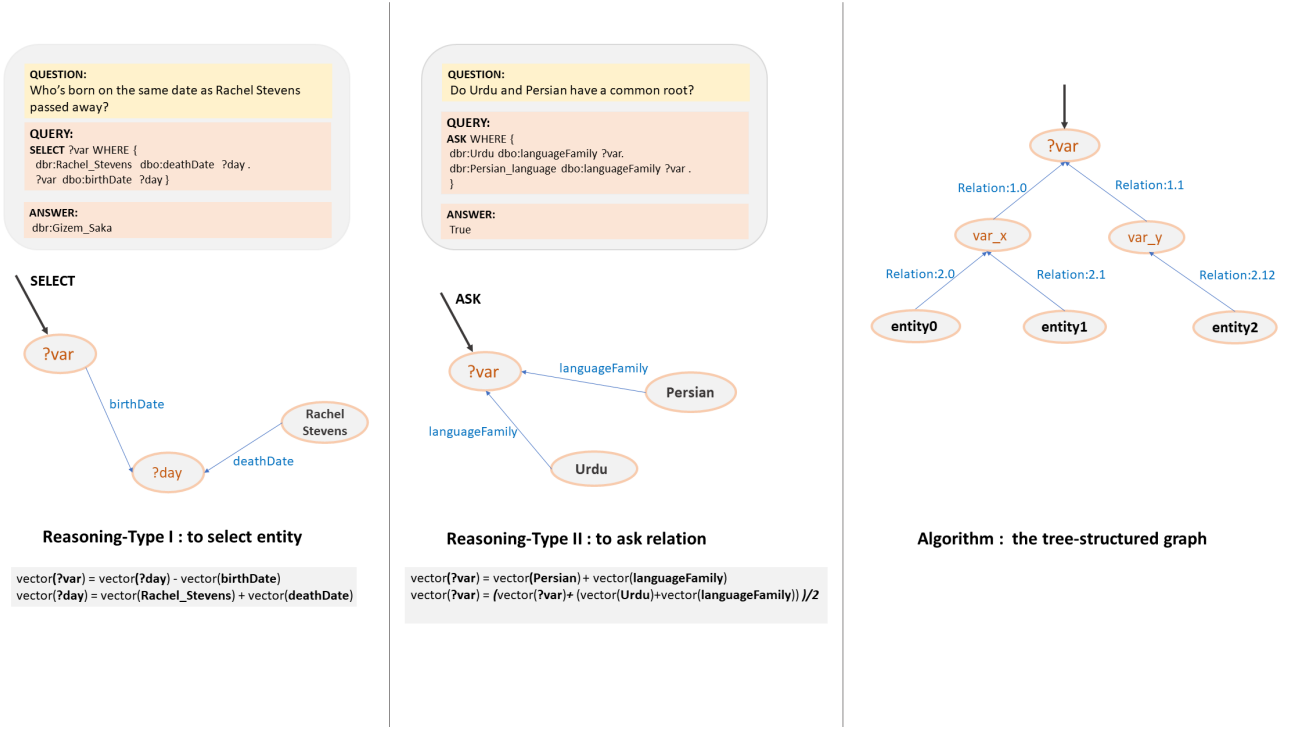 QUESTION:
Who's born on the same date as Rachel Stevens
passed away?
QUERY:
SELECT ?var WHERE {
dbr:Rachel_Stevens dbo:deathDate ?day .
?var dbo:birthDate ?day }
ANSWER:
dbr:Gizem_Saka
SELECT
?var
birthDate
Rachel
Stevens
deathDate
?day
Reasoning-Type I : to select entity
vector(?var) = vector(?day) - vector(birthDate)
vector(?day) = vector(Rachel_Stevens) + vector(deathDate)
QUESTION:
Do Urdu and Persian have a common root?
QUERY:
ASK WHERE {
dbr:Urdu dbo:languageFamily ?var.
dbr:Persian_language dbo:languageFamily ?var .
}
ANSWER:
True
ASK
?var
languageFamily
Persian
languageFamily
Urdu
Reasoning-Type II : to ask relation
vector(?var) = vector(Persian) + vector(languageFamily)
vector(?var) = (vector(?var)+ (vector(Urdu)+vector(languageFamily)) )/2
?var
Relation:1.0
Relation:1.1
var_x
var_y
Relation:2.0
Relation:2.1
Relation:2.12
entity0
entity1
entity2
Algorithm : the tree-structured graph